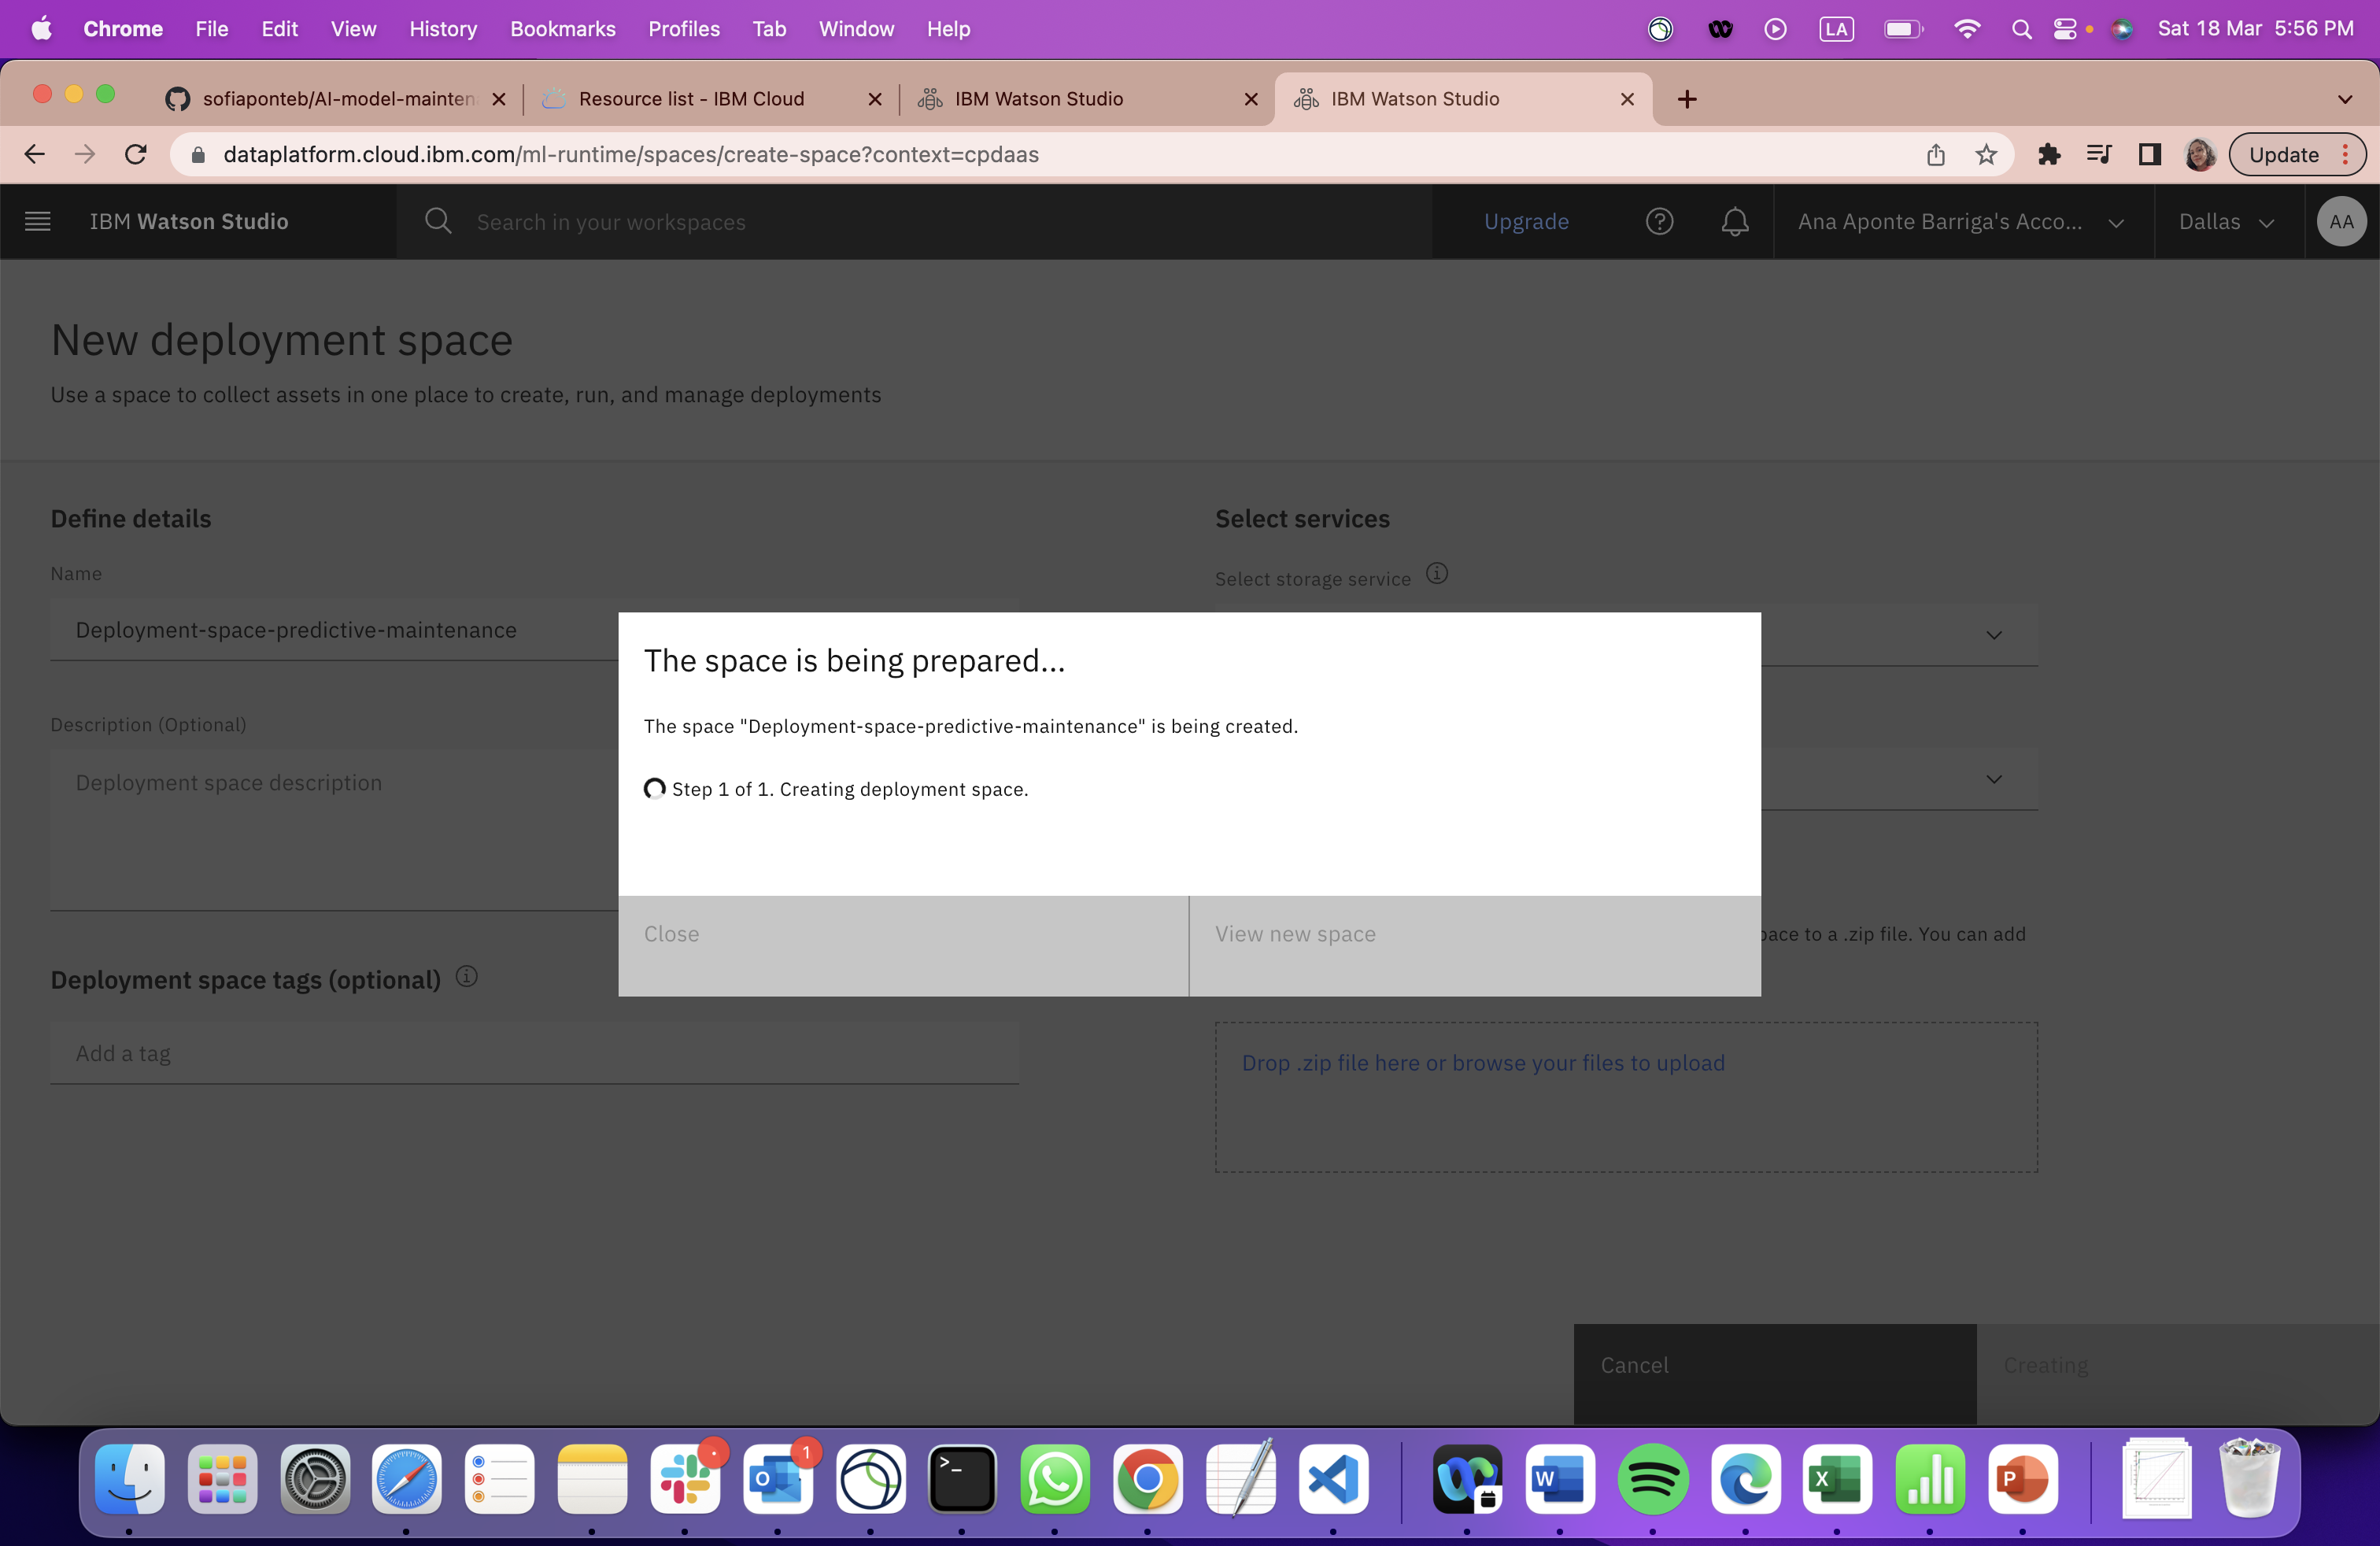 Chrome File Edit View History Bookmarks Profiles Tab Window Help LA Sat 18 Mar 5:56 PM
sofiaponteb/AI-model-mainten Resource list - IBM Cloud IBM Watson Studio IBM Watson Studio
dataplatform.cloud.ibm.com/ml-runtime/spaces/create-space?context=cpdaas Update
IBM Watson Studio Search in your workspaces Upgrade Ana Aponte Barriga's Acco... Dallas AA
New deployment space
Use a space to collect assets in one place to create, run, and manage deployments
Define details
Name
Deployment-space-predictive-maintenance
Description (Optional)
Deployment space description
Deployment space tags (optional)
Add a tag
Select services
Select storage service
The space is being prepared...
The space "Deployment-space-predictive-maintenance" is being created.
Step 1 of 1. Creating deployment space.
Close View new space
pace to a .zip file. You can add
Drop .zip file here or browse your files to upload
Cancel Creating
1